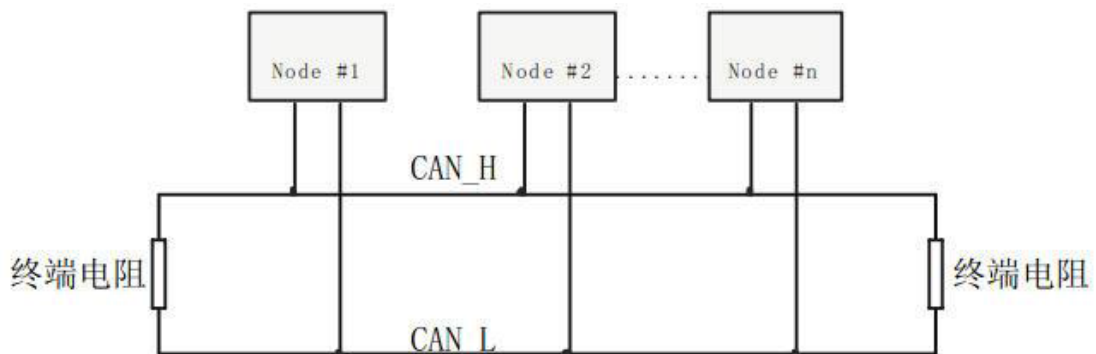 Node #1
Node #2
.......
Node #n
CAN_H
终端电阻
终端电阻
CAN_L